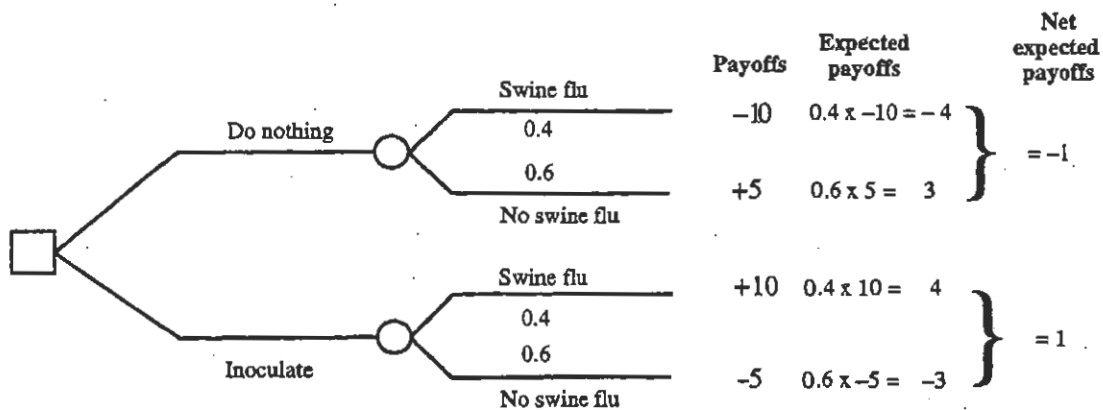 Net
expected
payoffs
Expected
payoffs
Payoffs
Swine flu
−10 0.4 x −10 = − 4
Do nothing
0.4
= −1
0.6
+5 0.6 x 5 = 3
No swine flu
Swine flu
+10 0.4 x 10 = 4
0.4
= 1
0.6
Inoculate
−5 0.6 x −5 = −3
No swine flu